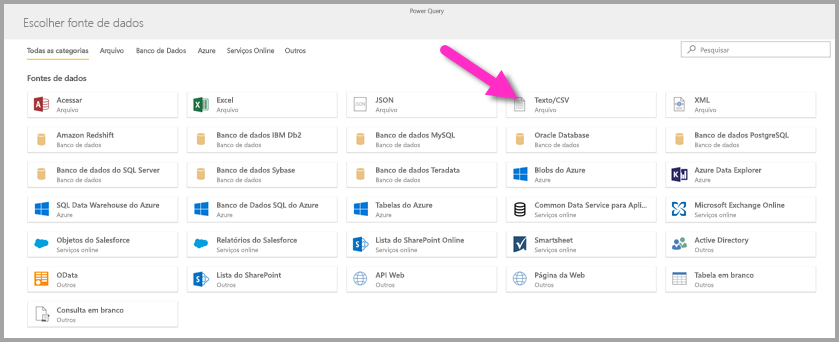 Power Query
Escolher fonte de dados
Todas as categorias Arquivo Banco de Dados Azure Serviços Online Outros
Pesquisar
Fontes de dados
Acessar
Arquivo
Excel
Arquivo
JSON
Arquivo
Texto/CSV
Arquivo
XML
Arquivo
Amazon Redshift
Banco de dados
Banco de dados IBM Db2
Banco de dados
Banco de dados MySQL
Banco de dados
Oracle Database
Banco de dados
Banco de dados PostgreSQL
Banco de dados
Banco de dados do SQL Server
Banco de dados
Banco de dados Sybase
Banco de dados
Banco de dados Teradata
Banco de dados
Blobs do Azure
Azure
Azure Data Explorer
Azure
SQL Data Warehouse do Azure
Azure
Banco de Dados SQL do Azure
Azure
Tabelas do Azure
Azure
Common Data Service para Apli...
Serviços online
Microsoft Exchange Online
Serviços online
Objetos do Salesforce
Serviços online
Relatórios do Salesforce
Serviços online
Lista do SharePoint Online
Serviços online
Smartsheet
Serviços online
Active Directory
Outros
OData
Outros
Lista do SharePoint
Outros
API Web
Outros
Página da Web
Outros
Tabela em branco
Outros
Consulta em branco
Outros